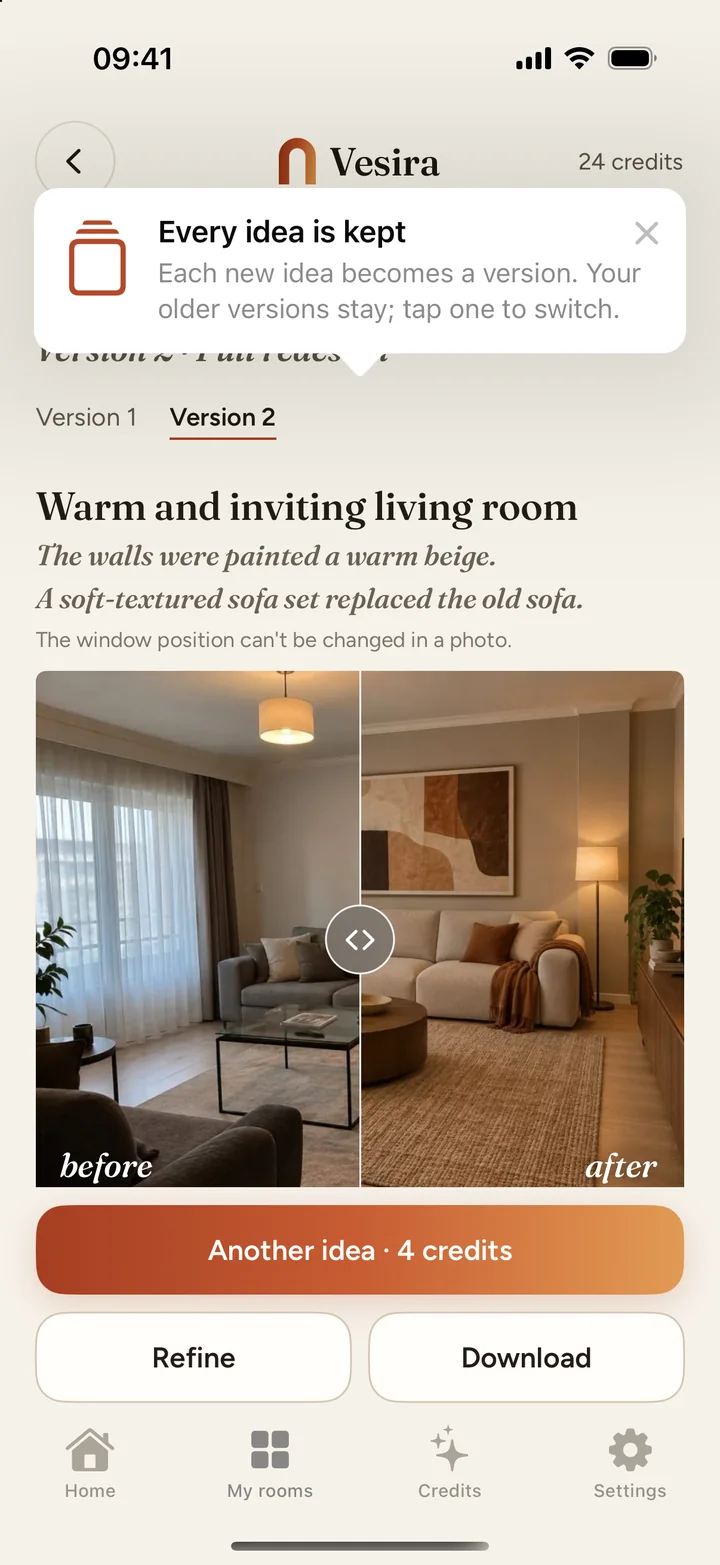 09:41
Vesira
24 credits
Every idea is kept
Each new idea becomes a version. Your
older versions stay; tap one to switch.
Version 2 ·
Version 1
Version 2
Warm and inviting living room
The walls were painted a warm beige.
A soft-textured sofa set replaced the old sofa.
The window position can't be changed in a photo.
before
after
Another idea · 4 credits
Refine
Download
Home
My rooms
Credits
Settings